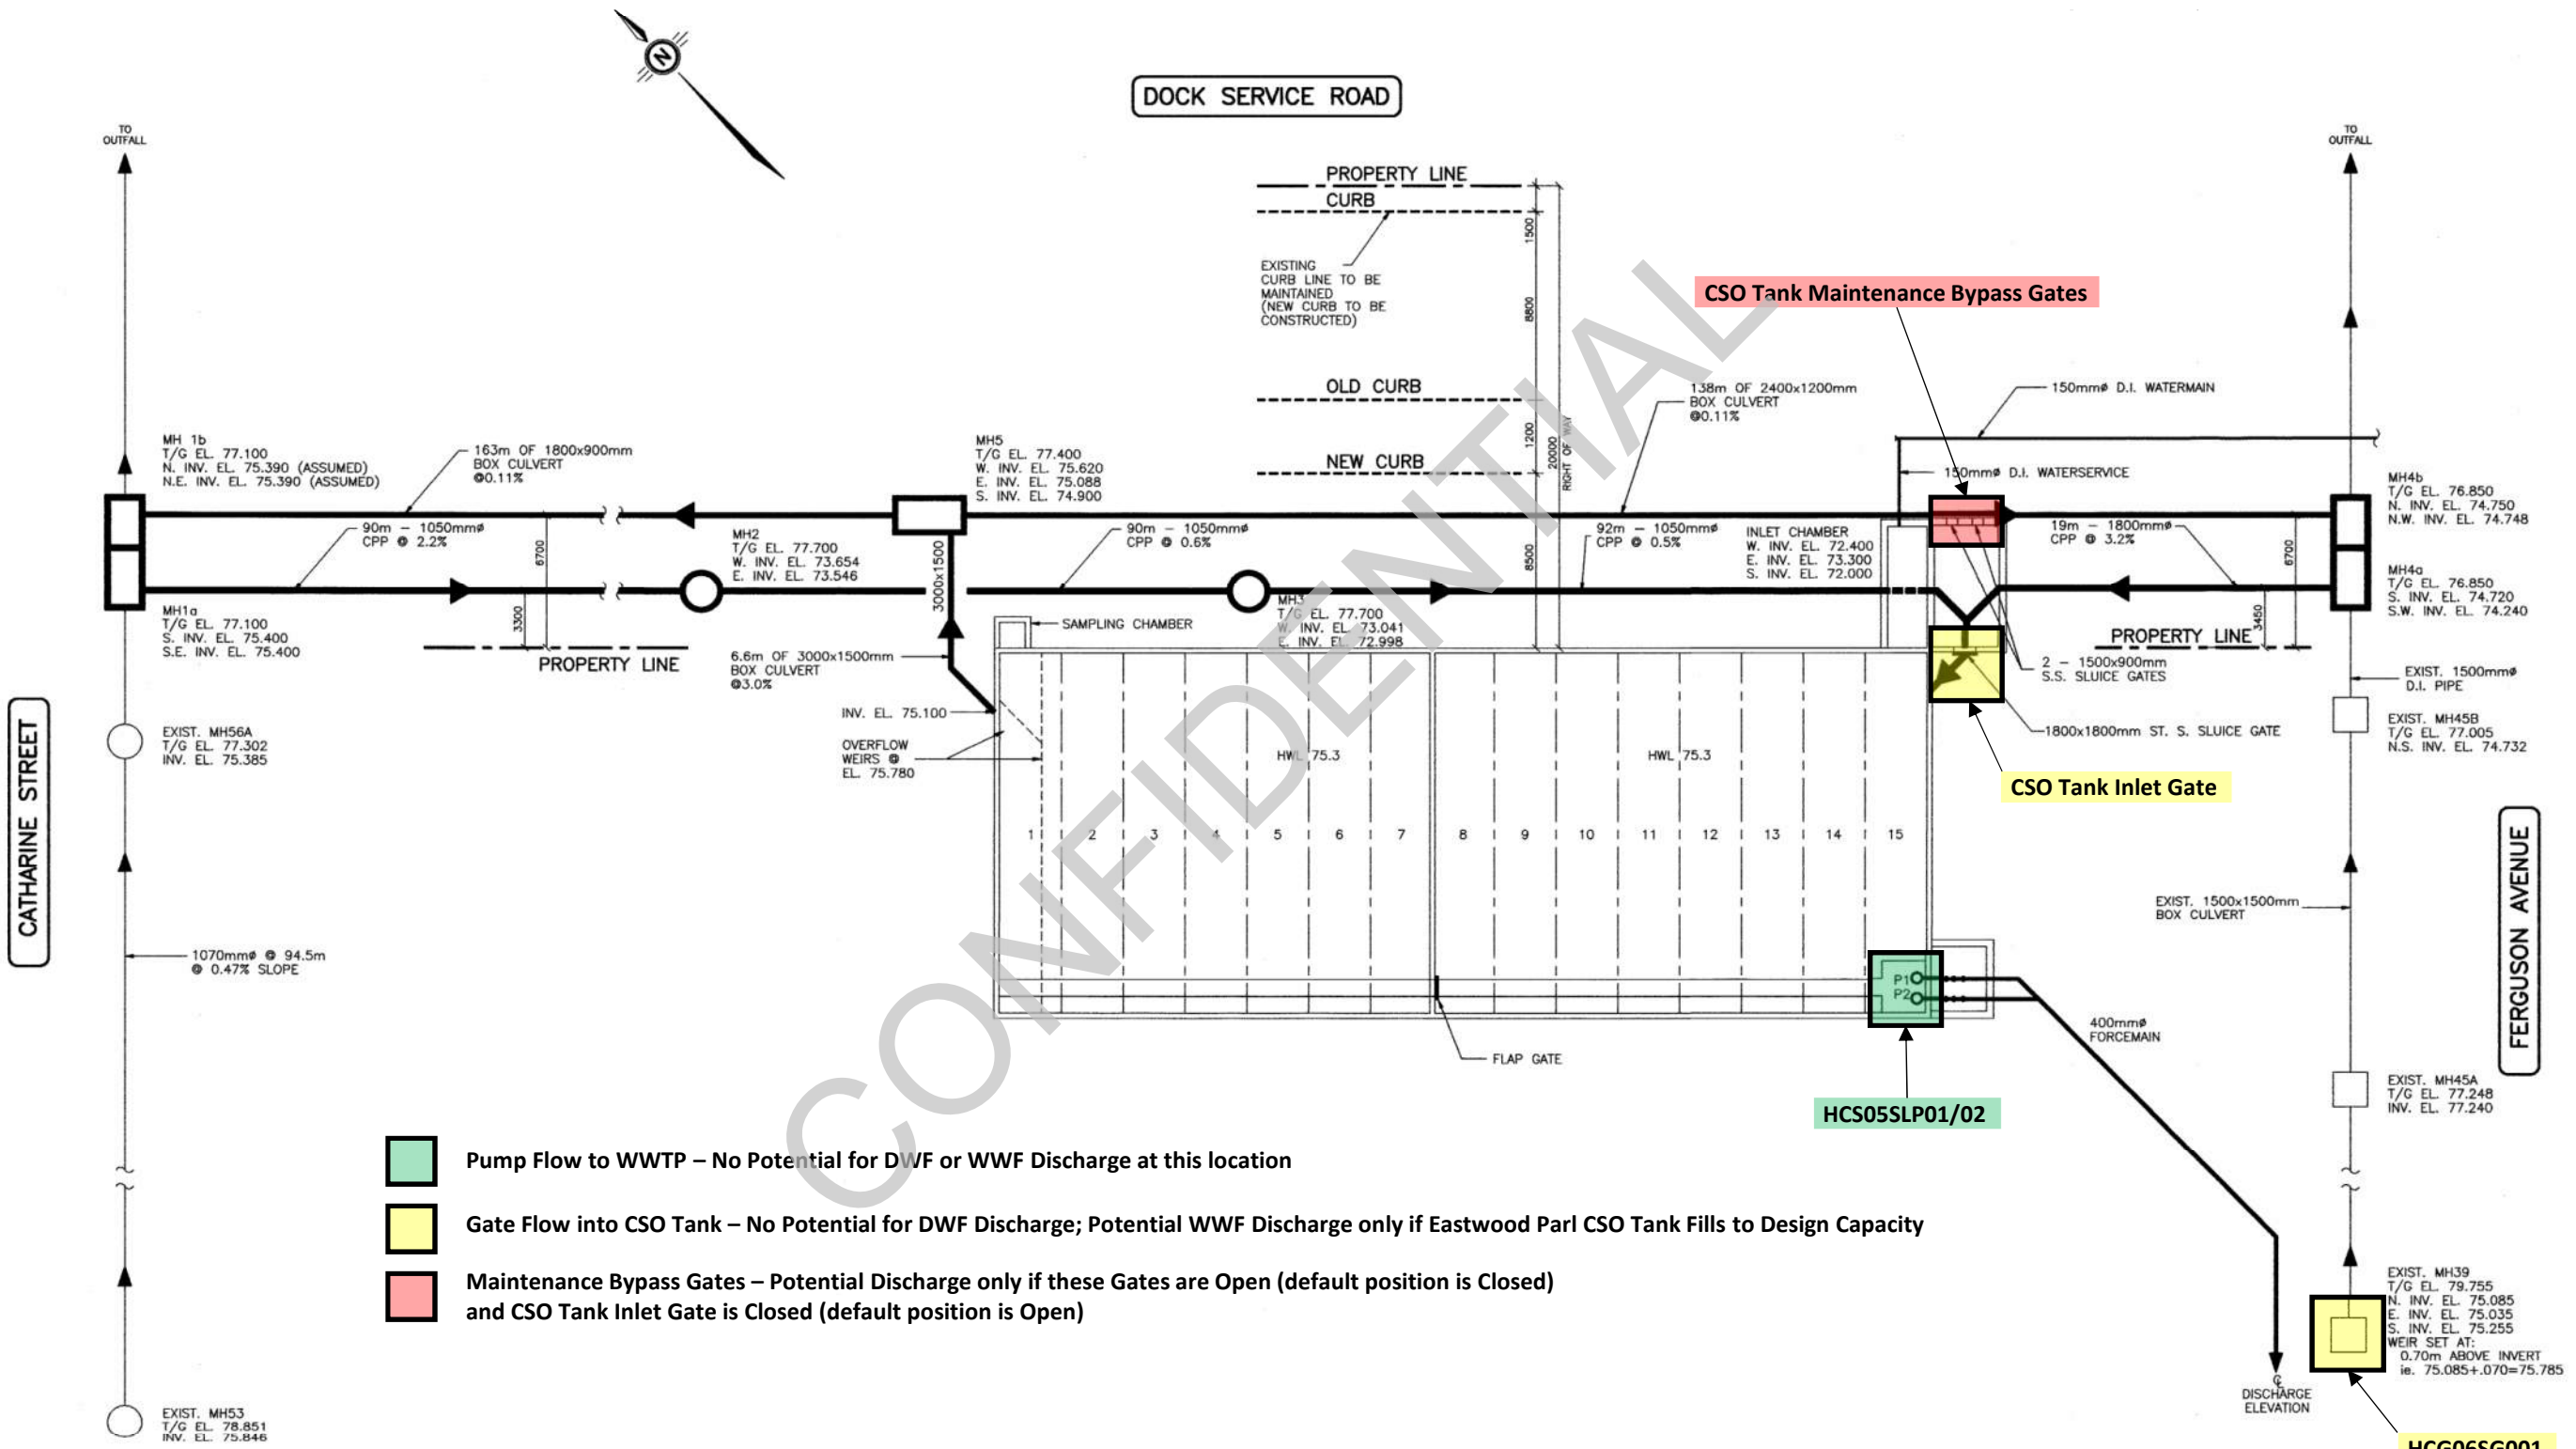 N
DOCK SERVICE ROAD
TO
OUTFALL
TO
OUTFALL
PROPERTY LINE
CURB
EXISTING
CURB LINE TO BE
MAINTAINED
(NEW CURB TO BE
CONSTRUCTED)
1500
8800
CSO Tank Maintenance Bypass Gates
OLD CURB
138m OF 2400x1200mm
BOX CULVERT
@0.11%
150mmø D.I. WATERMAIN
1200
20000
RIGHT OF WAY
NEW CURB
150mmø D.I. WATERSERVICE
MH 1b
T/G EL. 77.100
N. INV. EL. 75.390 (ASSUMED)
N.E. INV. EL. 75.390 (ASSUMED)
163m OF 1800x900mm
BOX CULVERT
@0.11%
MH5
T/G EL. 77.400
W. INV. EL. 75.620
E. INV. EL. 75.088
S. INV. EL. 74.900
MH4b
T/G EL. 76.850
N. INV. EL. 74.750
N.W. INV. EL. 74.748
90m – 1050mmø
CPP @ 2.2%
6700
MH2
T/G EL. 77.700
W. INV. EL. 73.654
E. INV. EL. 73.546
3000x1500
90m – 1050mmø
CPP @ 0.6%
8500
92m – 1050mmø
CPP @ 0.5%
INLET CHAMBER
W. INV. EL. 72.400
E. INV. EL. 73.300
S. INV. EL. 72.000
19m – 1800mmø
CPP @ 3.2%
6700
MH4a
T/G EL. 76.850
S. INV. EL. 74.720
S.W. INV. EL. 74.240
MH1a
T/G EL. 77.100
S. INV. EL. 75.400
S.E. INV. EL. 75.400
3300
PROPERTY LINE
SAMPLING CHAMBER
MH3
T/G EL. 77.700
W. INV. EL. 73.041
E. INV. EL. 72.998
3450
PROPERTY LINE
6.6m OF 3000x1500mm
BOX CULVERT
@3.0%
2 – 1500x900mm
S.S. SLUICE GATES
EXIST. 1500mmø
D.I. PIPE
INV. EL. 75.100
OVERFLOW
WEIRS @
EL. 75.780
1800x1800mm ST. S. SLUICE GATE
EXIST. MH45B
T/G EL. 77.005
N.S. INV. EL. 74.732
CATHARINE STREET
EXIST. MH56A
T/G EL. 77.302
INV. EL. 75.385
HWL 75.3
HWL 75.3
CSO Tank Inlet Gate
1 2 3 4 5 6 7 8 9 10 11 12 13 14 15
FERGUSON AVENUE
EXIST. 1500x1500mm
BOX CULVERT
1070mmø @ 94.5m
@ 0.47% SLOPE
P1
P2
400mmø
FORCEMAIN
FLAP GATE
EXIST. MH45A
T/G EL. 77.248
INV. EL. 77.240
HCS05SLP01/02
CONFIDENTIAL
Pump Flow to WWTP – No Potential for DWF or WWF Discharge at this location
Gate Flow into CSO Tank – No Potential for DWF Discharge; Potential WWF Discharge only if Eastwood Parl CSO Tank Fills to Design Capacity
Maintenance Bypass Gates – Potential Discharge only if these Gates are Open (default position is Closed)
and CSO Tank Inlet Gate is Closed (default position is Open)
EXIST. MH39
T/G EL. 79.755
N. INV. EL. 75.085
E. INV. EL. 75.035
S. INV. EL. 75.255
WEIR SET AT:
0.70m ABOVE INVERT
ie. 75.085+.070=75.785
℄
DISCHARGE
ELEVATION
EXIST. MH53
T/G EL. 78.851
INV. EL. 75.846
HCG06SG001